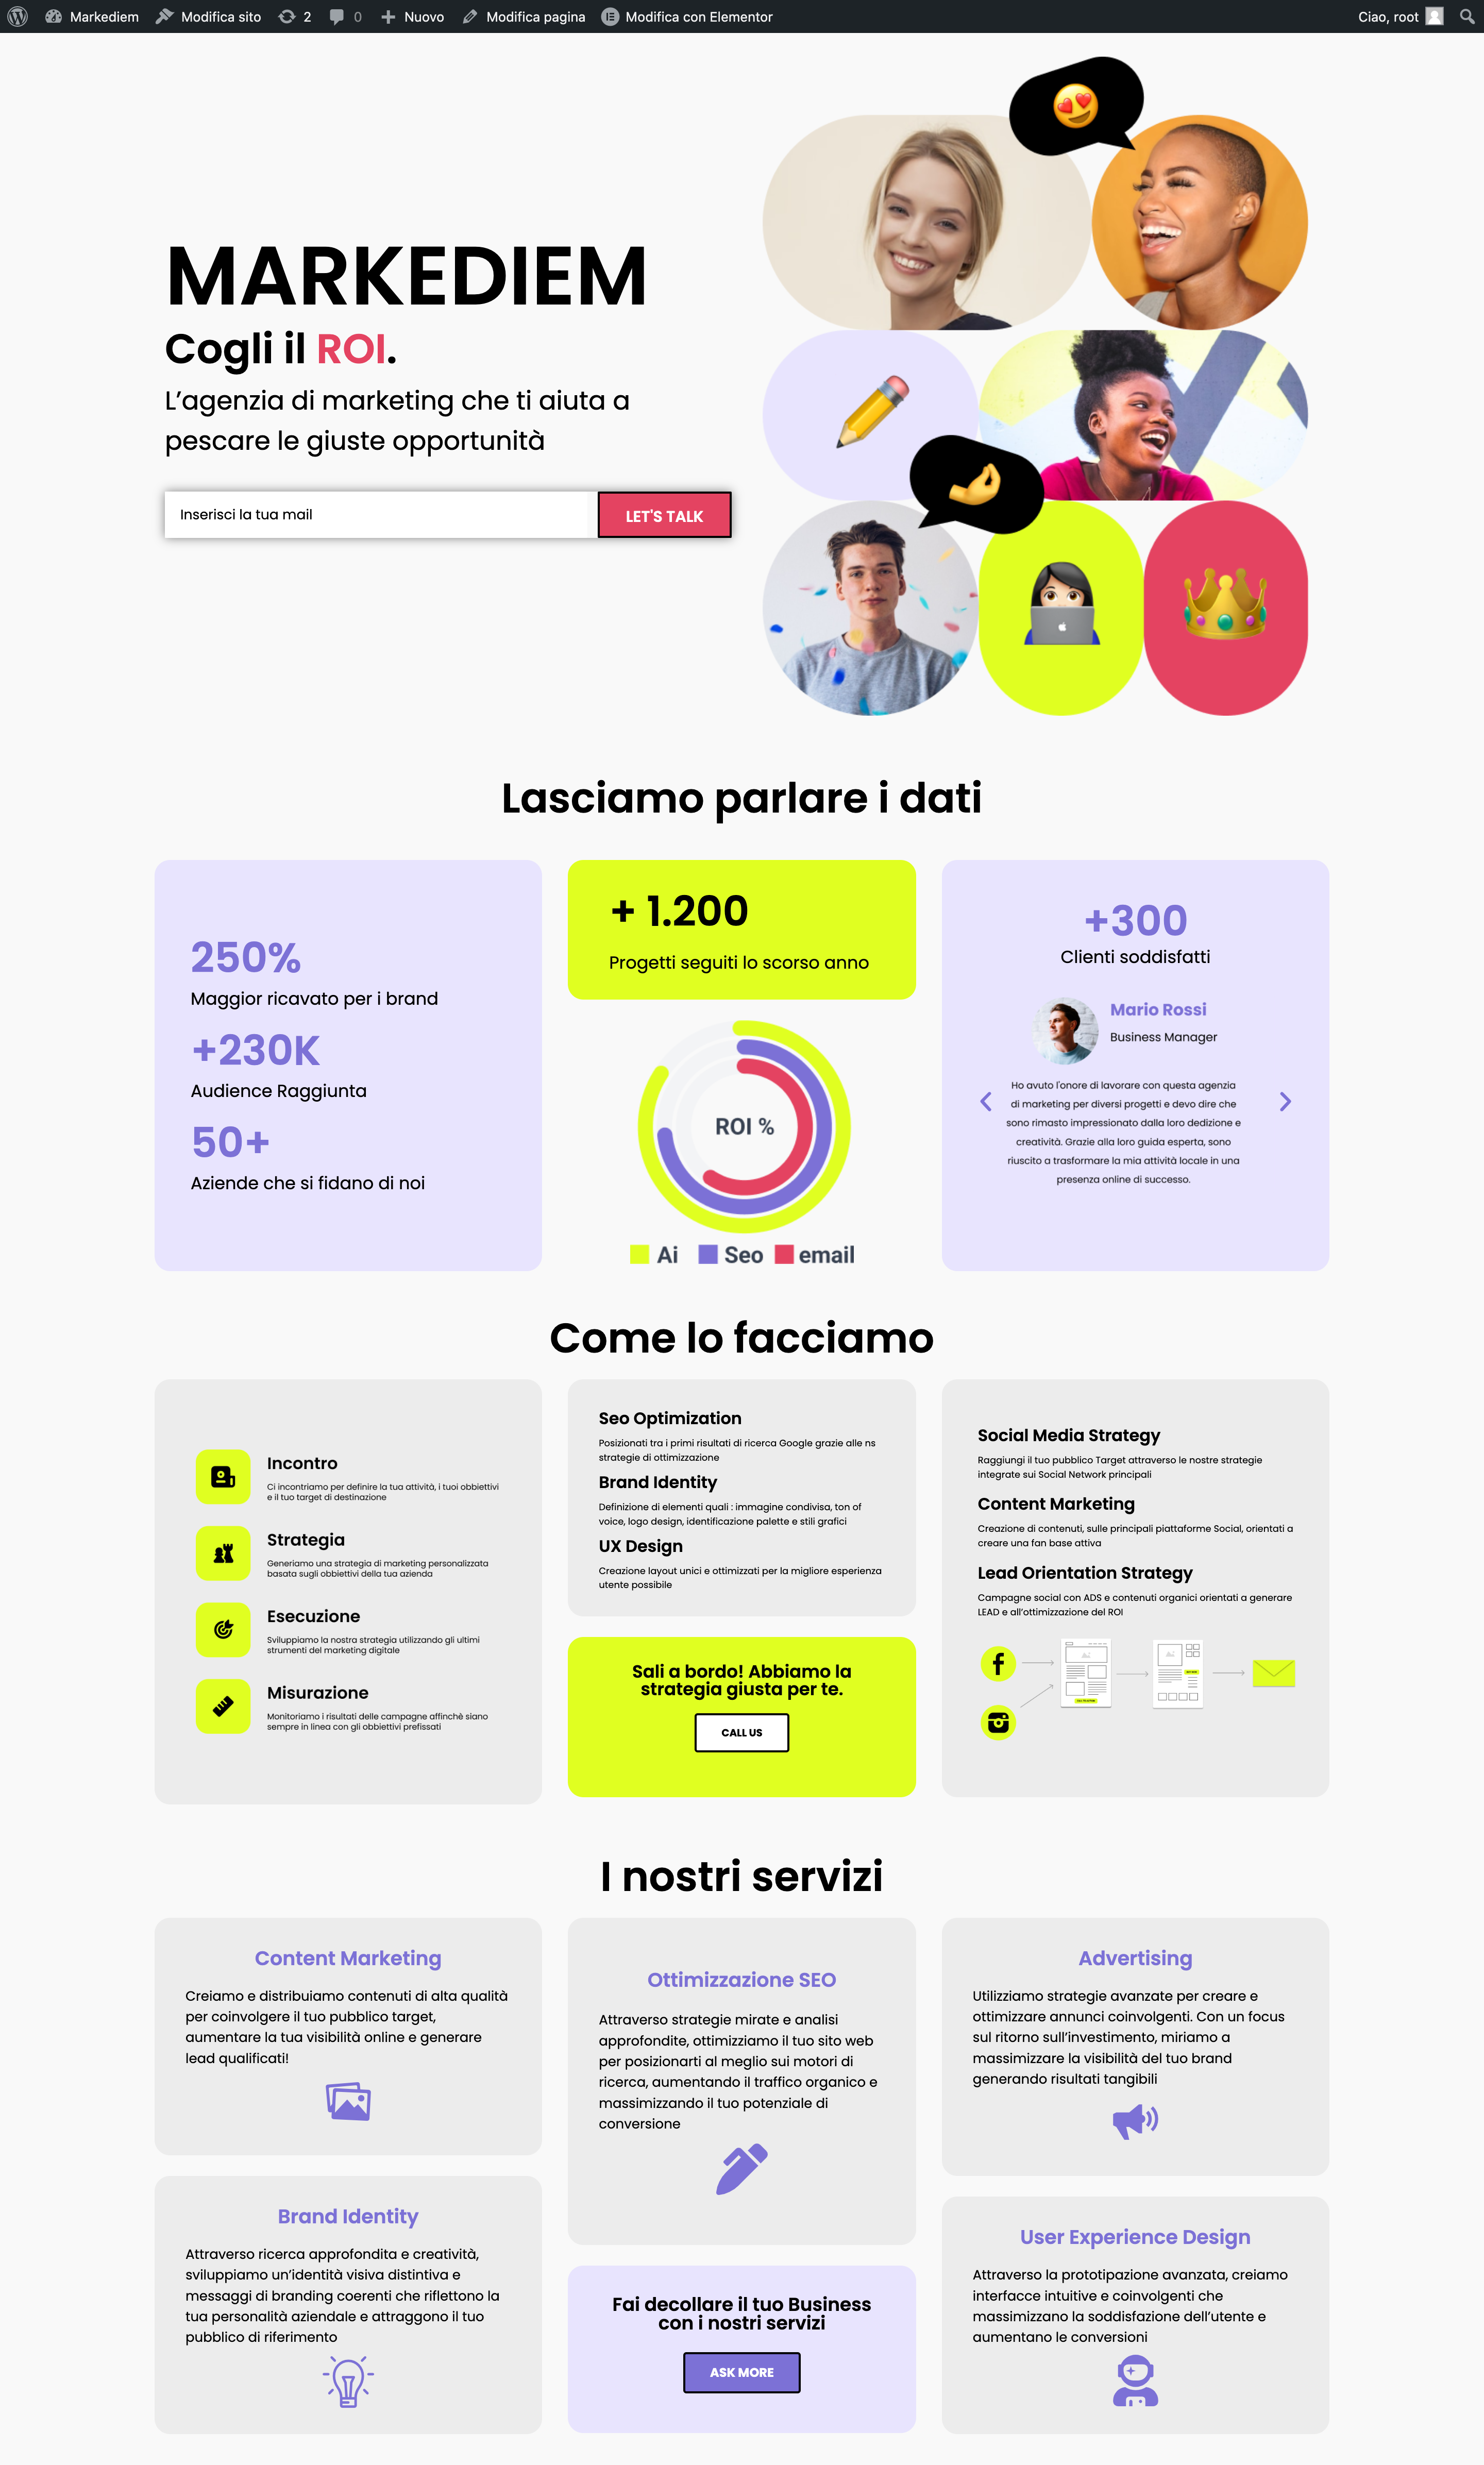 Markediem
Modifica sito
2
0
Nuovo
Modifica pagina
Modifica con Elementor
Ciao, root
MARKEDIEM
Cogli il ROI.
L’agenzia di marketing che ti aiuta a
pescare le giuste opportunità
Inserisci la tua mail
LET'S TALK
Lasciamo parlare i dati
250%
Maggior ricavato per i brand
+230K
Audience Raggiunta
50+
Aziende che si fidano di noi
+ 1.200
Progetti seguiti lo scorso anno
ROI %
Ai
Seo
email
+300
Clienti soddisfatti
Mario Rossi
Business Manager
Ho avuto l'onore di lavorare con questa agenzia
di marketing per diversi progetti e devo dire che
sono rimasto impressionato dalla loro dedizione e
creatività. Grazie alla loro guida esperta, sono
riuscito a trasformare la mia attività locale in una
presenza online di successo.
Come lo facciamo
Incontro
Ci incontriamo per definire la tua attività, i tuoi obbiettivi
e il tuo target di destinazione
Strategia
Generiamo una strategia di marketing personalizzata
basata sugli obbiettivi della tua azienda
Esecuzione
Sviluppiamo la nostra strategia utilizzando gli ultimi
strumenti del marketing digitale
Misurazione
Monitoriamo i risultati delle campagne affinchè siano
sempre in linea con gli obbiettivi prefissati
Seo Optimization
Posizionati tra i primi risultati di ricerca Google grazie alle ns
strategie di ottimizzazione
Brand Identity
Definizione di elementi quali : immagine condivisa, ton of
voice, logo design, identificazione palette e stili grafici
UX Design
Creazione layout unici e ottimizzati per la migliore esperienza
utente possibile
Sali a bordo! Abbiamo la
strategia giusta per te.
CALL US
Social Media Strategy
Raggiungi il tuo pubblico Target attraverso le nostre strategie
integrate sui Social Network principali
Content Marketing
Creazione di contenuti, sulle principali piattaforme Social, orientati a
creare una fan base attiva
Lead Orientation Strategy
Campagne social con ADS e contenuti organici orientati a generare
LEAD e all’ottimizzazione del ROI
I nostri servizi
Content Marketing
Creiamo e distribuiamo contenuti di alta qualità
per coinvolgere il tuo pubblico target,
aumentare la tua visibilità online e generare
lead qualificati!
Brand Identity
Attraverso ricerca approfondita e creatività,
sviluppiamo un’identità visiva distintiva e
messaggi di branding coerenti che riflettono la
tua personalità aziendale e attraggono il tuo
pubblico di riferimento
Ottimizzazione SEO
Attraverso strategie mirate e analisi
approfondite, ottimizziamo il tuo sito web
per posizionarti al meglio sui motori di
ricerca, aumentando il traffico organico e
massimizzando il tuo potenziale di
conversione
Fai decollare il tuo Business
con i nostri servizi
ASK MORE
Advertising
Utilizziamo strategie avanzate per creare e
ottimizzare annunci coinvolgenti. Con un focus
sul ritorno sull’investimento, miriamo a
massimizzare la visibilità del tuo brand
generando risultati tangibili
User Experience Design
Attraverso la prototipazione avanzata, creiamo
interfacce intuitive e coinvolgenti che
massimizzano la soddisfazione dell’utente e
aumentano le conversioni